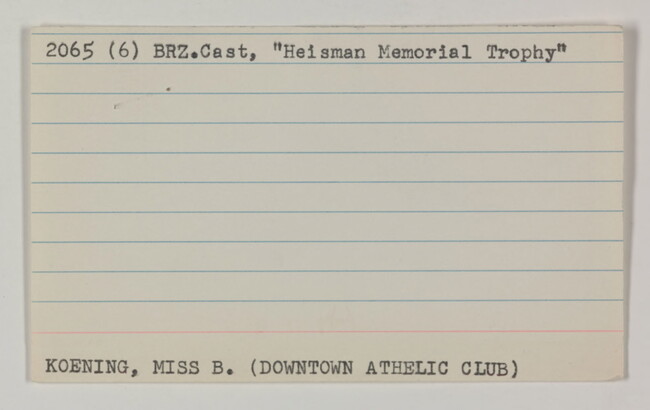 2065 (6) BRZ.Cast, "Heisman Memorial Trophy"
KOENING, MISS B. (DOWNTOWN ATHELIC CLUB)